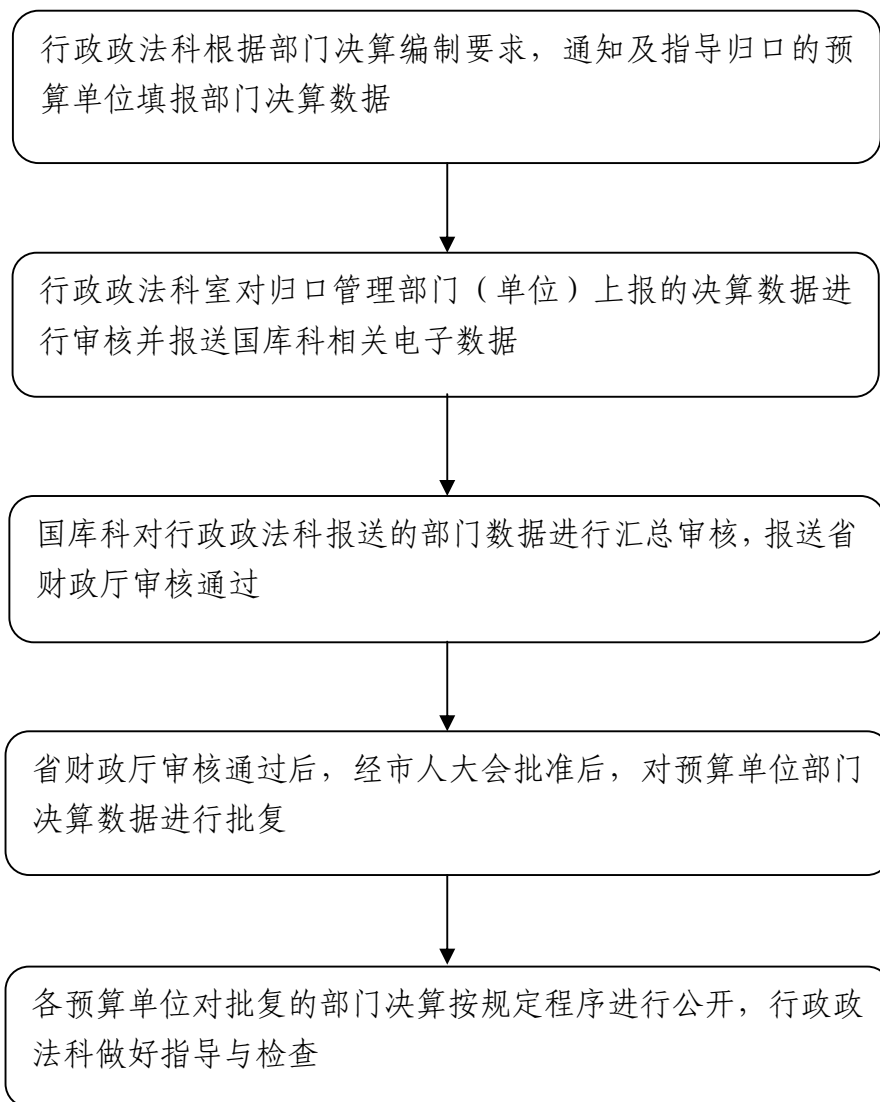 行政政法科根据部门决算编制要求，通知及指导归口的预
算单位填报部门决算数据
行政政法科室对归口管理部门（单位）上报的决算数据进
行审核并报送国库科相关电子数据
国库科对行政政法科报送的部门数据进行汇总审核，报送省
财政厅审核通过
省财政厅审核通过后，经市人大会批准后，对预算单位部门
决算数据进行批复
各预算单位对批复的部门决算按规定程序进行公开，行政政
法科做好指导与检查